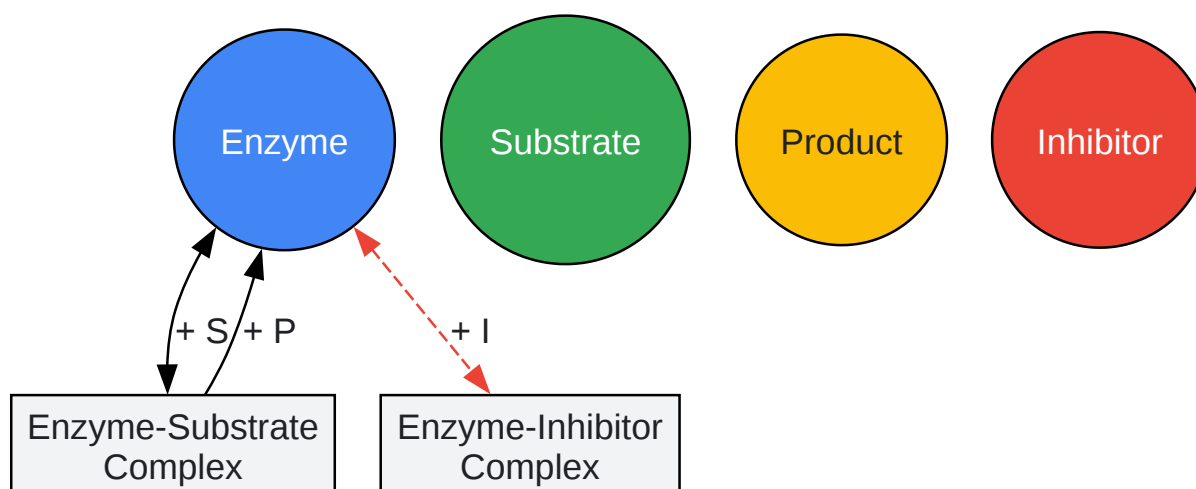 Enzyme
Substrate
Product
Inhibitor
+ S
+ P
+ I
Enzyme-Substrate
Complex
Enzyme-Inhibitor
Complex